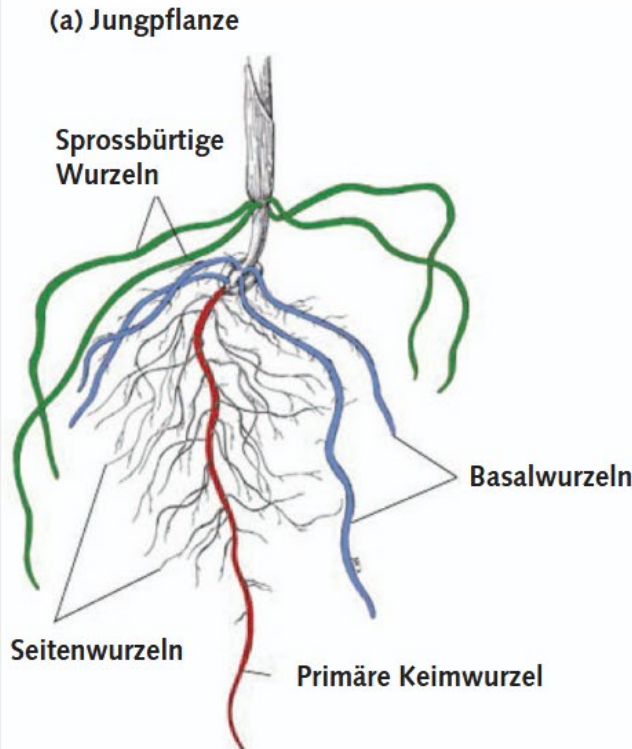 (a) Jungpflanze
Sprossbürtige
Wurzeln
Basalwurzeln
Seitenwurzeln
Primäre Keimwurzel